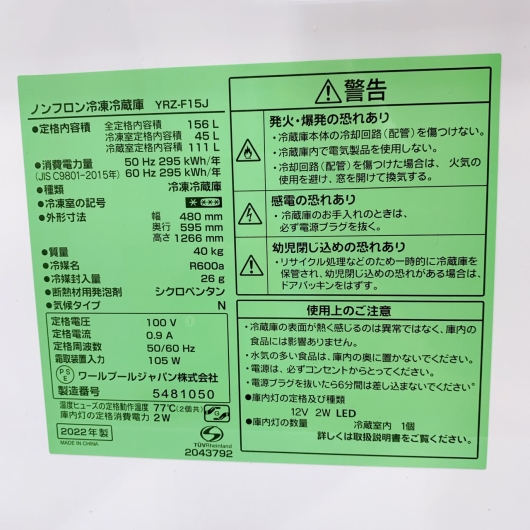 ノンフロン冷凍冷蔵庫 YRZ-F15J
●定格内容積 全定格内容積 156 L
冷凍室定格内容積 45 L
冷蔵室定格内容積 111 L
●消費電力量 50 Hz 295 kWh/年
(JIS C9801-2015年) 60 Hz 295 kWh/年
●種類 冷凍冷蔵庫
●冷凍室の記号
●外形寸法 幅 480 mm
奥行 595 mm
高さ 1266 mm
●質量 40 kg
●冷媒名 R600a
●冷媒封入量 26 g
●断熱材用発泡剤 シクロペンタン
●気候タイプ N
定格電圧 100 V
定格電流 0.9 A
定格周波数 50/60 Hz
霜取装置入力 105 W
PSE ワールプールジャパン株式会社
製造番号 5481050
温度ヒューズの定格動作温度 77℃(2個共)
庫内灯の定格消費電力 2W
2022年製
MADE IN CHINA
TÜVRheinland
2043792
警告
発火・爆発の恐れあり
・冷蔵庫本体の冷却回路(配管)を傷つけない。
・冷蔵庫内で電気製品を使用しない。
・冷却回路(配管)を傷つけた場合は、火気の
使用を避け、窓を開けて換気する。
感電の恐れあり
・冷蔵庫のお手入れのときは、
必ず電源プラグを抜く。
幼児閉じ込めの恐れあり
・リサイクル処理などのため一時的に冷蔵庫を
保管され、幼児閉じ込めの恐れがある場合は、
ドアパッキンをはずす。
使用上のご注意
・冷蔵庫の表面が熱く感じるのは異常ではなく、庫内の
食品には影響ありません。
・水気の多い食品は、庫内の奥に置かないでください。
・電源は、必ずコンセントからとってください。
・電源プラグを抜いたら6分間は差し込まないでください。
●庫内灯の定格及び種類
12V 2W LED
●庫内灯の数量 冷蔵室内 1個
詳しくは取扱説明書をご覧ください。